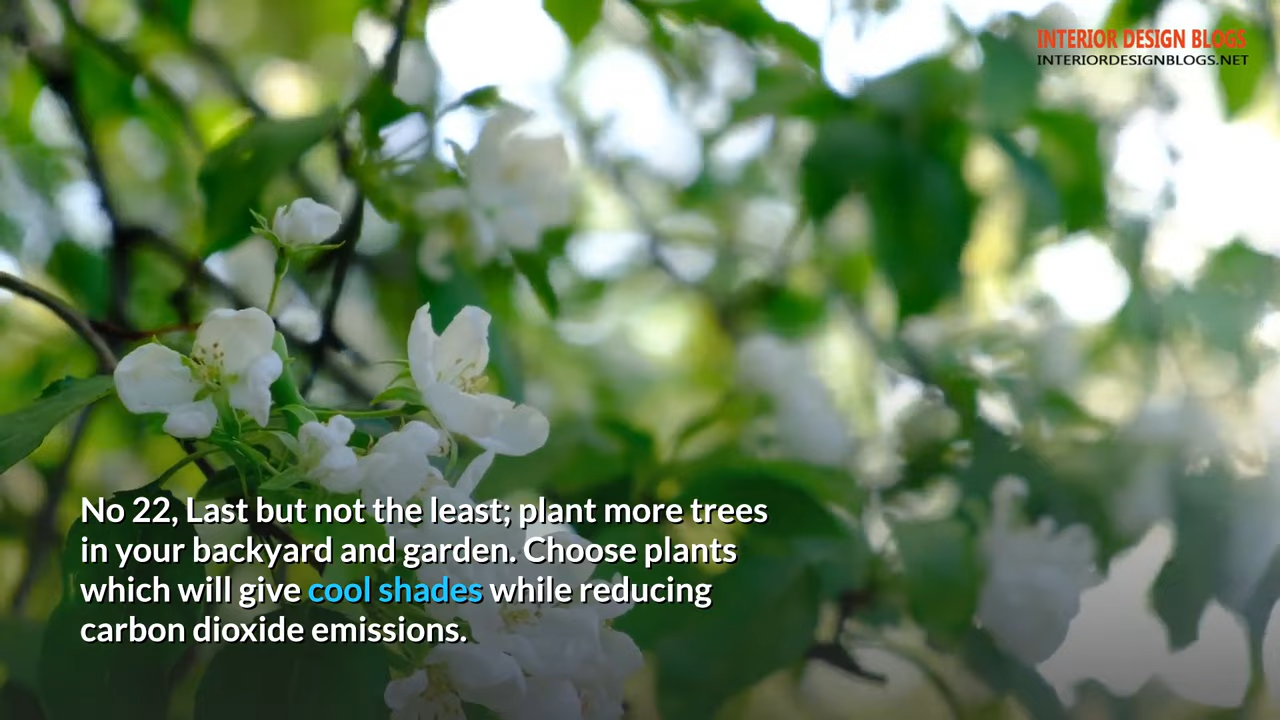 INTERIOR DESIGN BLOGS
INTERIORDESIGNBLOGS.NET
No 22, Last but not the least; plant more trees
in your backyard and garden. Choose plants
which will give cool shades while reducing
carbon dioxide emissions.